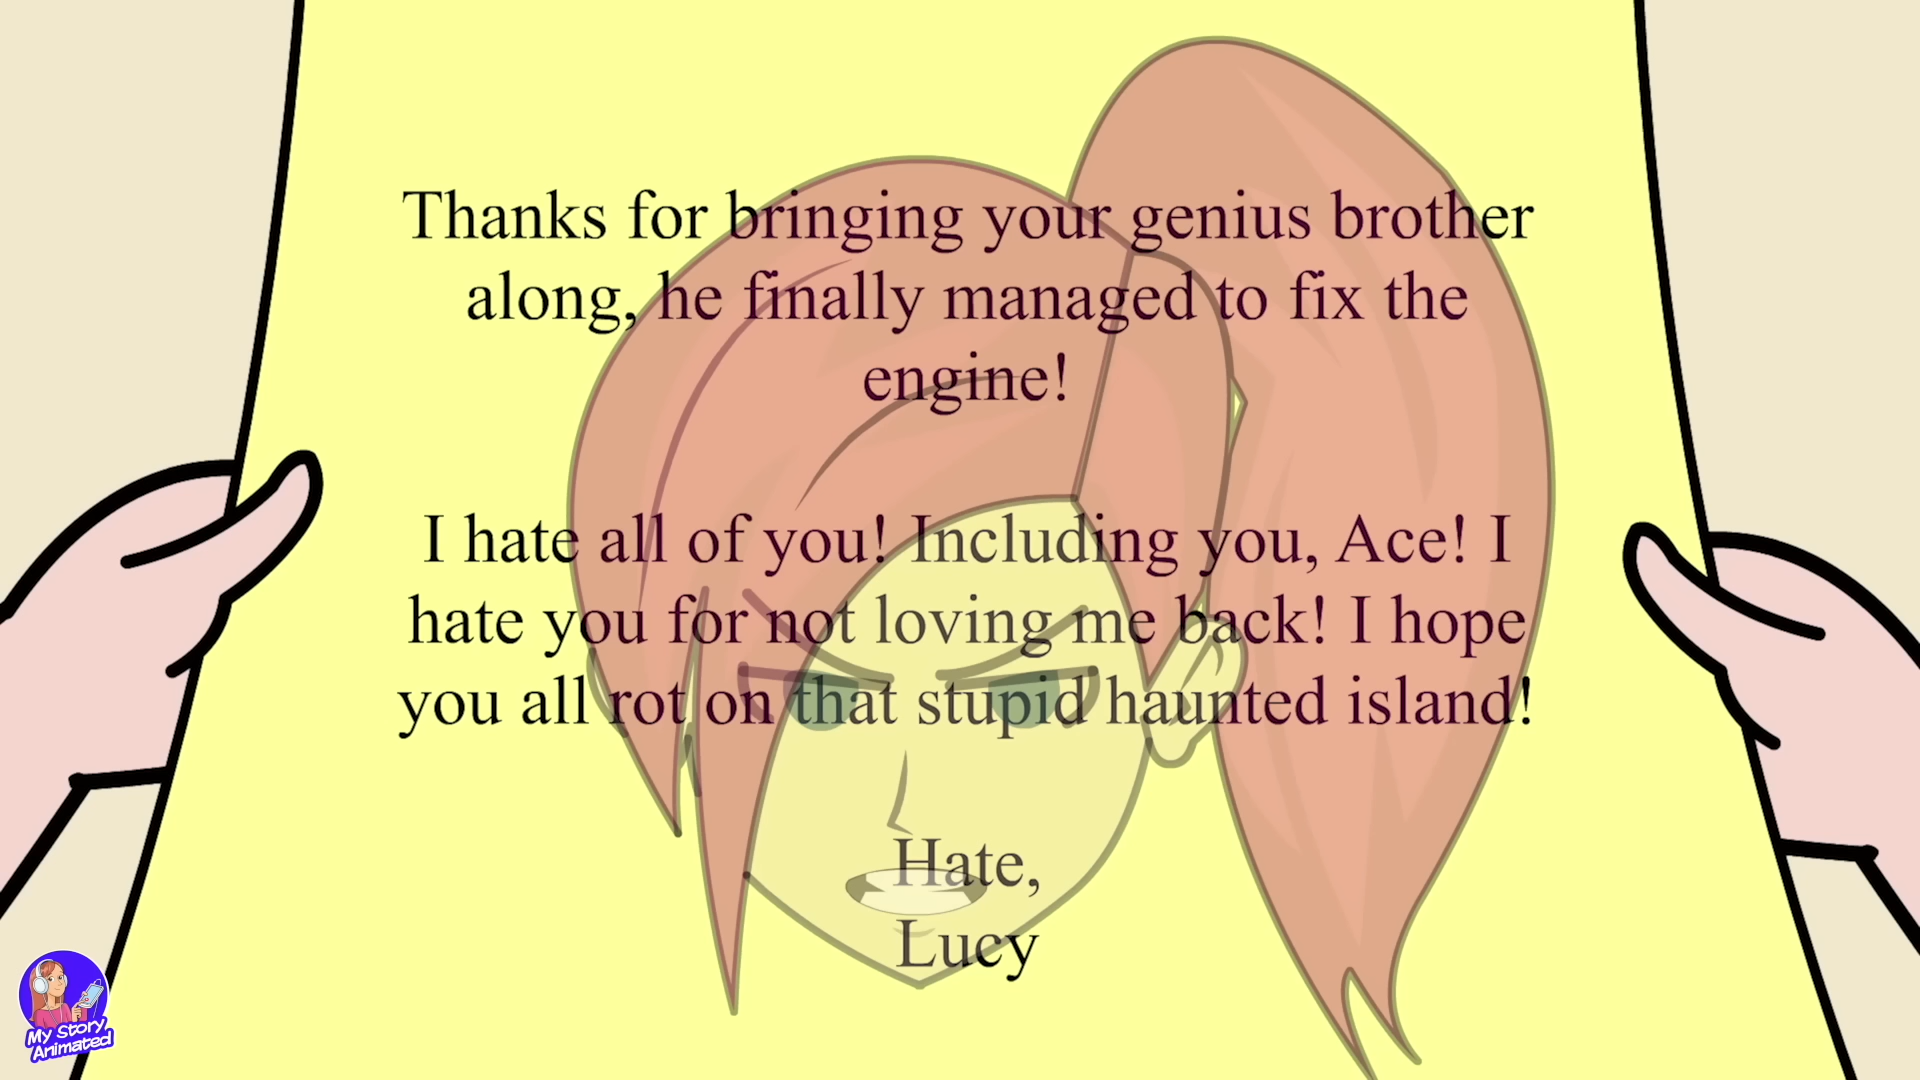 Thanks for bringing your genius brother
along, he finally managed to fix the
engine!
I hate all of you! Including you, Ace! I
hate you for not loving me back! I hope
you all rot on that stupid haunted island!
Hate,
Lucy
My Story
Animated